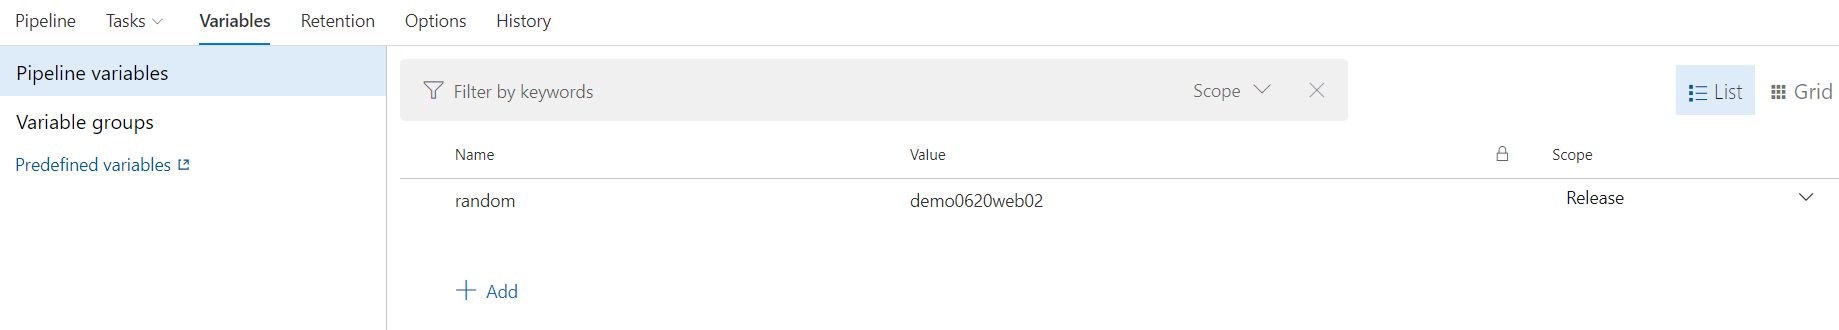 Pipeline Tasks Variables Retention Options History
Pipeline variables
Variable groups
Predefined variables
Filter by keywords Scope List Grid
Name Value Scope
random demo0620web02 Release
Add